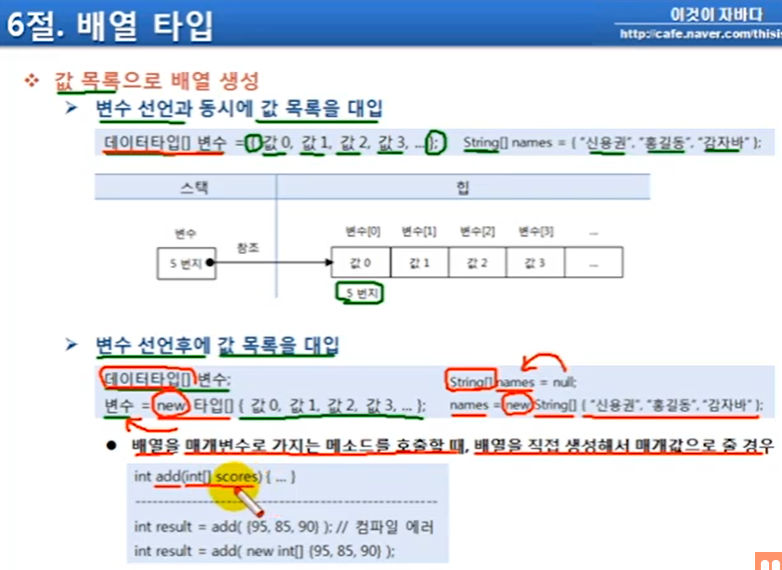 6절. 배열 타입
이것이 자바다
http://cafe.naver.com/thisi
값 목록으로 배열 생성
변수 선언과 동시에 값 목록을 대입
데이터타입[] 변수 = { 값 0, 값 1, 값 2, 값 3, ... }; String[] names = { “신용권”, “홍길동”, “감자바” };
스택 힙
변수 변수[0] 변수[1] 변수[2] 변수[3] ...
5 번지 참조 값 0 값 1 값 2 값 3 ...
5 번지
변수 선언후에 값 목록을 대입
데이터타입[] 변수; String[] names = null;
변수 = new 타입[] { 값 0, 값 1, 값 2, 값 3, ... }; names = new String[] { “신용권”, “홍길동”, “감자바” };
● 배열을 매개변수로 가지는 메소드를 호출할 때, 배열을 직접 생성해서 매개값으로 줄 경우
int add(int[] scores) { ... }
int result = add( {95, 85, 90} ); // 컴파일 에러
int result = add( new int[] {95, 85, 90} );